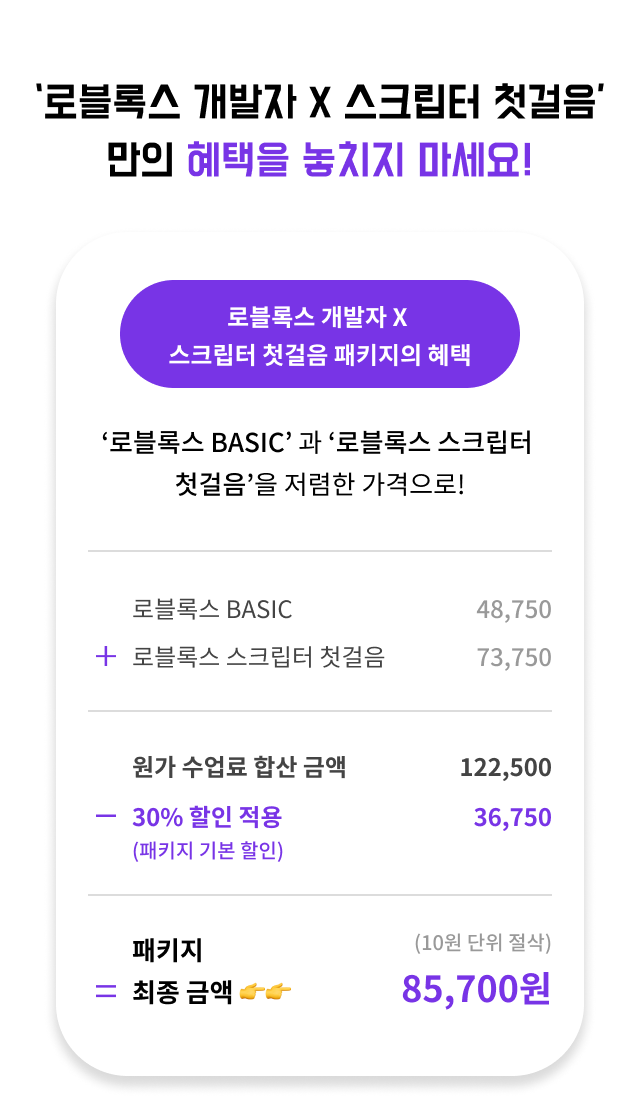 ‘로블록스 개발자 X 스크립터 첫걸음’
만의 혜택을 놓치지 마세요!
로블록스 개발자 X
스크립터 첫걸음 패키지의 혜택
‘로블록스 BASIC’ 과 ‘로블록스 스크립터
첫걸음’을 저렴한 가격으로!
로블록스 BASIC 48,750
+ 로블록스 스크립터 첫걸음 73,750
원가 수업료 합산 금액 122,500
− 30% 할인 적용 36,750
(패키지 기본 할인)
패키지 (10원 단위 절삭)
= 최종 금액 👉👉 85,700원